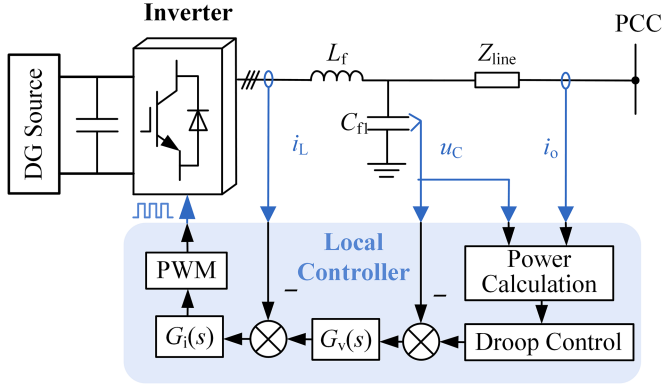 Inverter
PCC
DG Source
L_f
Z_line
C_f1
i_L
u_C
i_o
Local
Controller
PWM
Power
Calculation
G_i(s)
G_v(s)
Droop Control
–
–